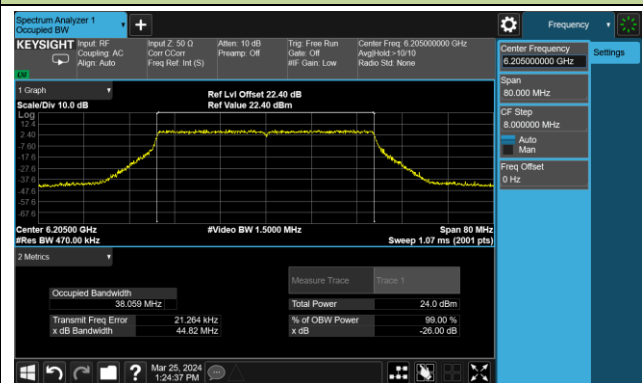 Spectrum Analyzer 1
Occupied BW
Frequency
KEYSIGHT
Input: RF
Coupling: AC
Align: Auto
Input Z: 50 Ω
Corr CCorr
Freq Ref: Int (S)
Atten: 10 dB
Preamp: Off
Trig: Free Run
Gate: Off
#IF Gain: Low
Center Freq: 6.205000000 GHz
Avg|Hold:>10/10
Radio Std: None
LXI
Center Frequency
6.205000000 GHz
Settings
Span
80.000 MHz
CF Step
8.000000 MHz
Auto
Man
Freq Offset
0 Hz
1 Graph
Scale/Div 10.0 dB
Ref Lvl Offset 22.40 dB
Ref Value 22.40 dBm
Log
12.4
2.40
-7.60
-17.6
-27.6
-37.6
-47.6
-57.6
-67.6
Center 6.20500 GHz
#Video BW 1.5000 MHz
Span 80 MHz
#Res BW 470.00 kHz
Sweep 1.07 ms (2001 pts)
2 Metrics
Measure Trace
Trace 1
Occupied Bandwidth
38.059 MHz
Total Power
24.0 dBm
Transmit Freq Error
21.264 kHz
% of OBW Power
99.00 %
x dB Bandwidth
44.82 MHz
x dB
-26.00 dB
Mar 25, 2024
1:24:37 PM